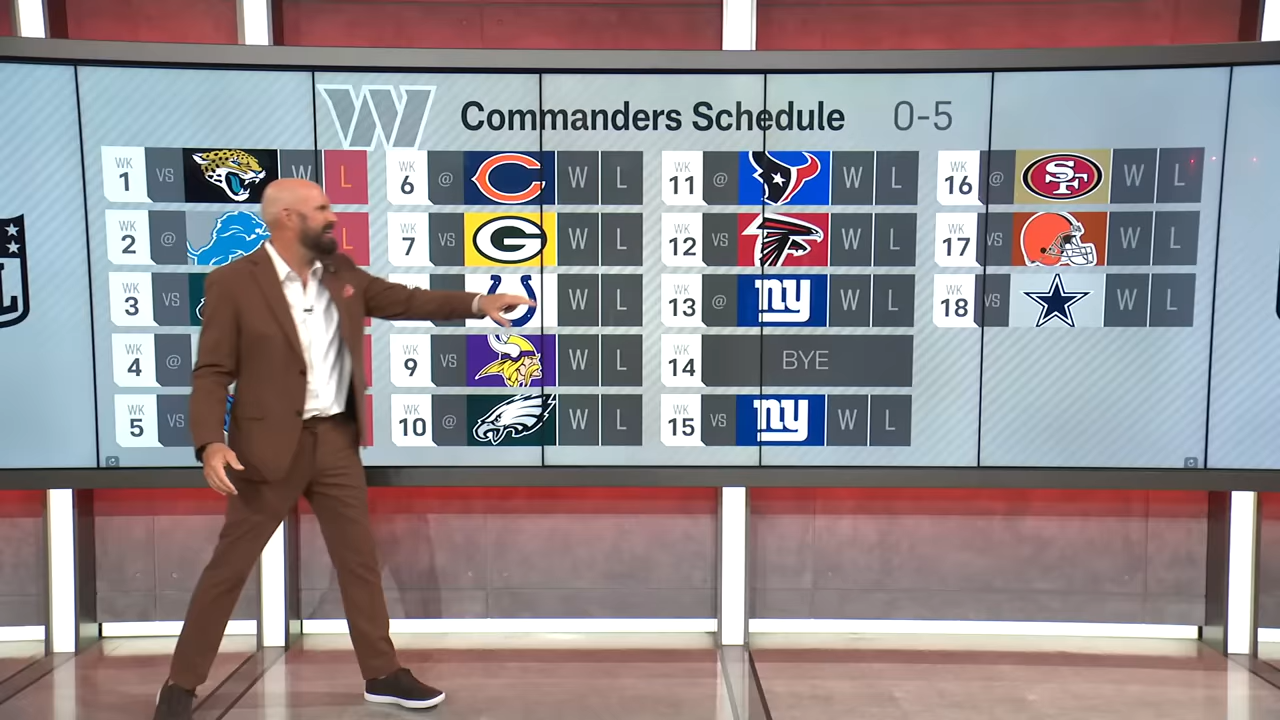 Commanders Schedule 0-5
WK 1 VS W L
WK 2 @ L
WK 3 VS
WK 4 @
WK 5 VS
WK 6 @ C W L
WK 7 VS G W L
W L
WK 9 VS W L
WK 10 @ W L
WK 11 @ W L
WK 12 VS W L
WK 13 @ ny W L
WK 14 BYE
WK 15 VS ny W L
WK 16 @ SF W L
WK 17 VS W L
WK 18 VS W L
L